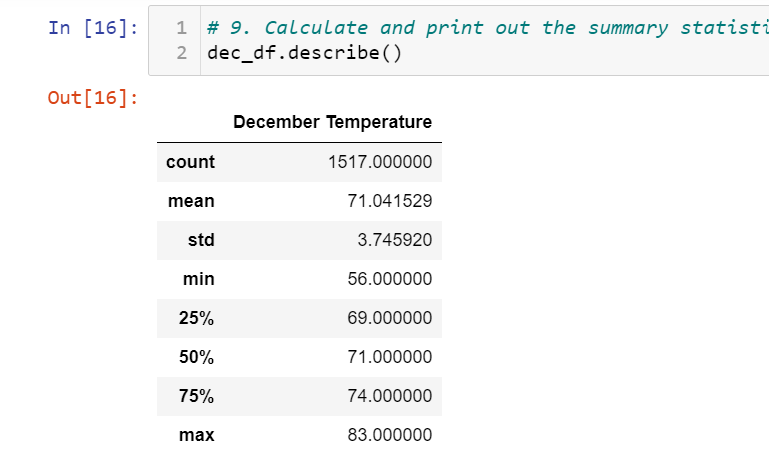 In [16]: 1 # 9. Calculate and print out the summary
2 dec_df.describe()
Out[16]:
December Temperature
count 1517.000000
mean 71.041529
std 3.745920
min 56.000000
25% 69.000000
50% 71.000000
75% 74.000000
max 83.000000